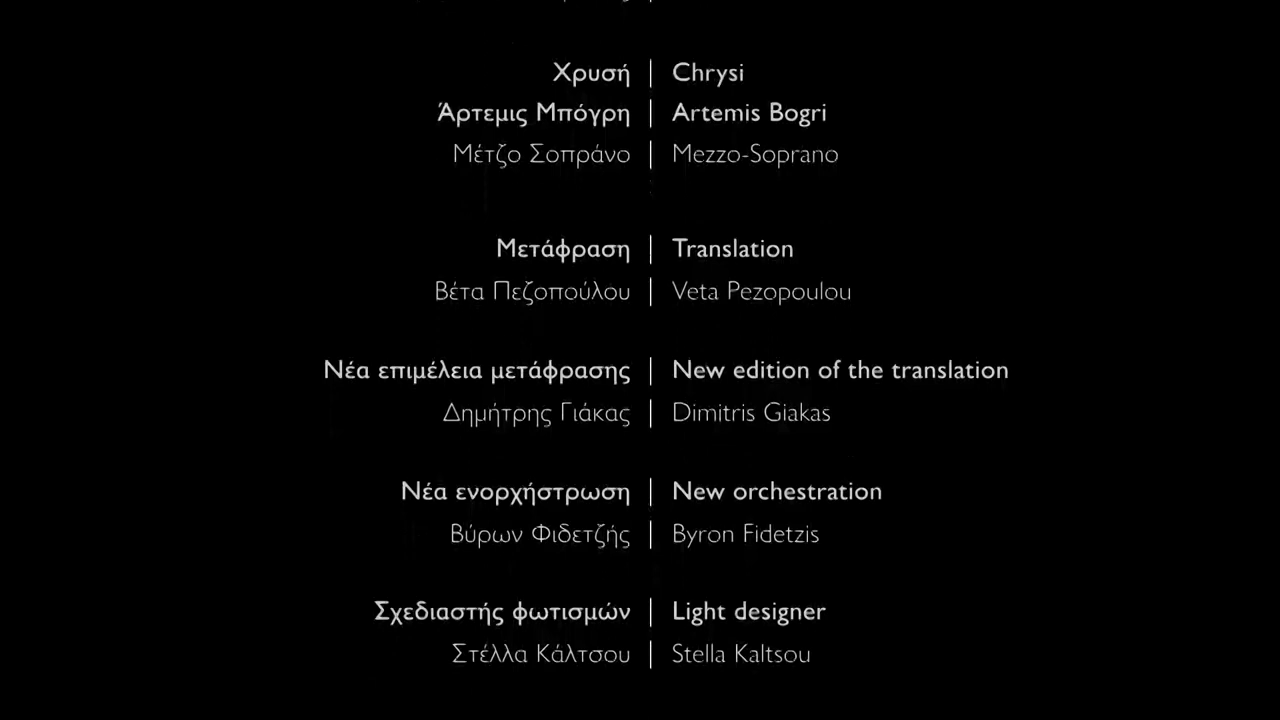 Χρυσή | Chrysi
Άρτεμις Μπόγρη | Artemis Bogri
Μέτζο Σοπράνο | Mezzo-Soprano
Μετάφραση | Translation
Βέτα Πεζοπούλου | Veta Pezopoulou
Νέα επιμέλεια μετάφρασης | New edition of the translation
Δημήτρης Γιάκας | Dimitris Giakas
Νέα ενορχήστρωση | New orchestration
Βύρων Φιδετζής | Byron Fidetzis
Σχεδιαστής φωτισμών | Light designer
Στέλλα Κάλτσου | Stella Kaltsou